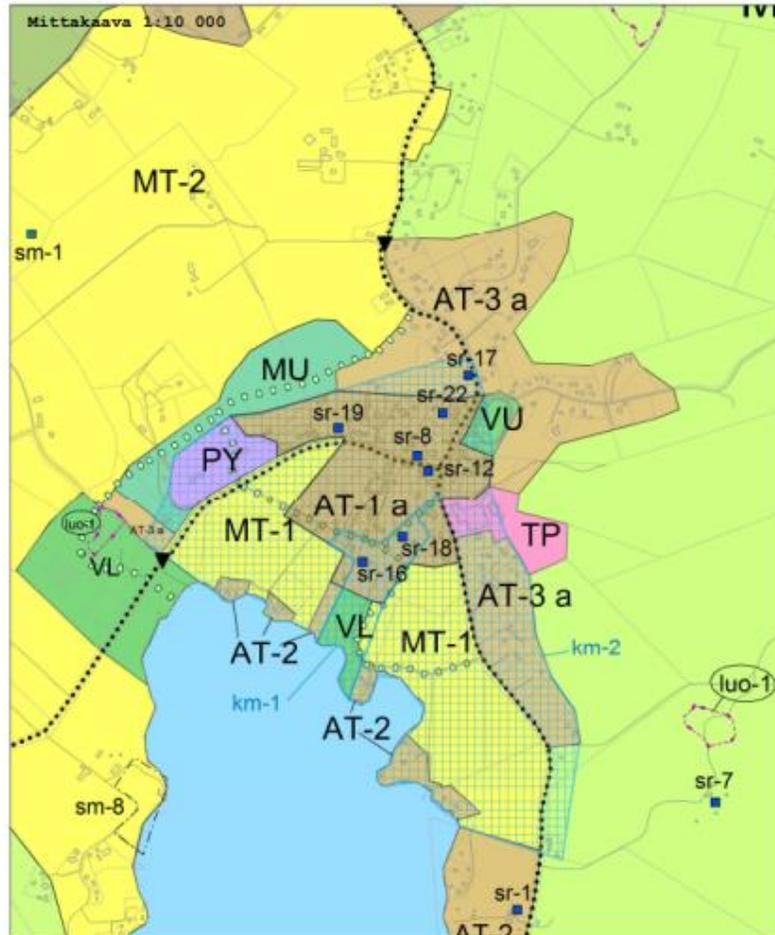 Mittakaava 1:10 000
MT-2
sm-1
AT-3 a
MU
sr-17
sr-22
sr-19
VU
sr-8
PY
sr-12
AT-1 a
luo-1
AT-3 a
MT-1
TP
sr-18
VL
sr-16
AT-3 a
VL
MT-1
AT-2
km-2
km-1
luo-1
AT-2
sr-7
sm-8
sr-1
AT-2